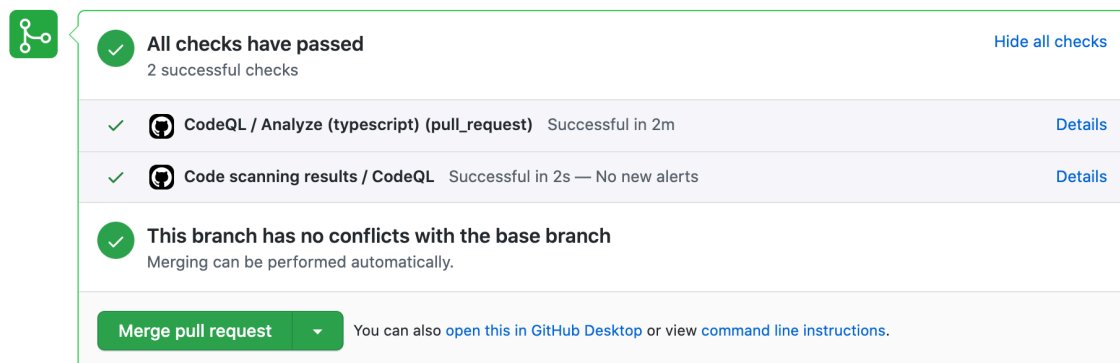 All checks have passed
Hide all checks
2 successful checks
CodeQL / Analyze (typescript) (pull_request) Successful in 2m Details
Code scanning results / CodeQL Successful in 2s — No new alerts Details
This branch has no conflicts with the base branch
Merging can be performed automatically.
Merge pull request You can also open this in GitHub Desktop or view command line instructions.